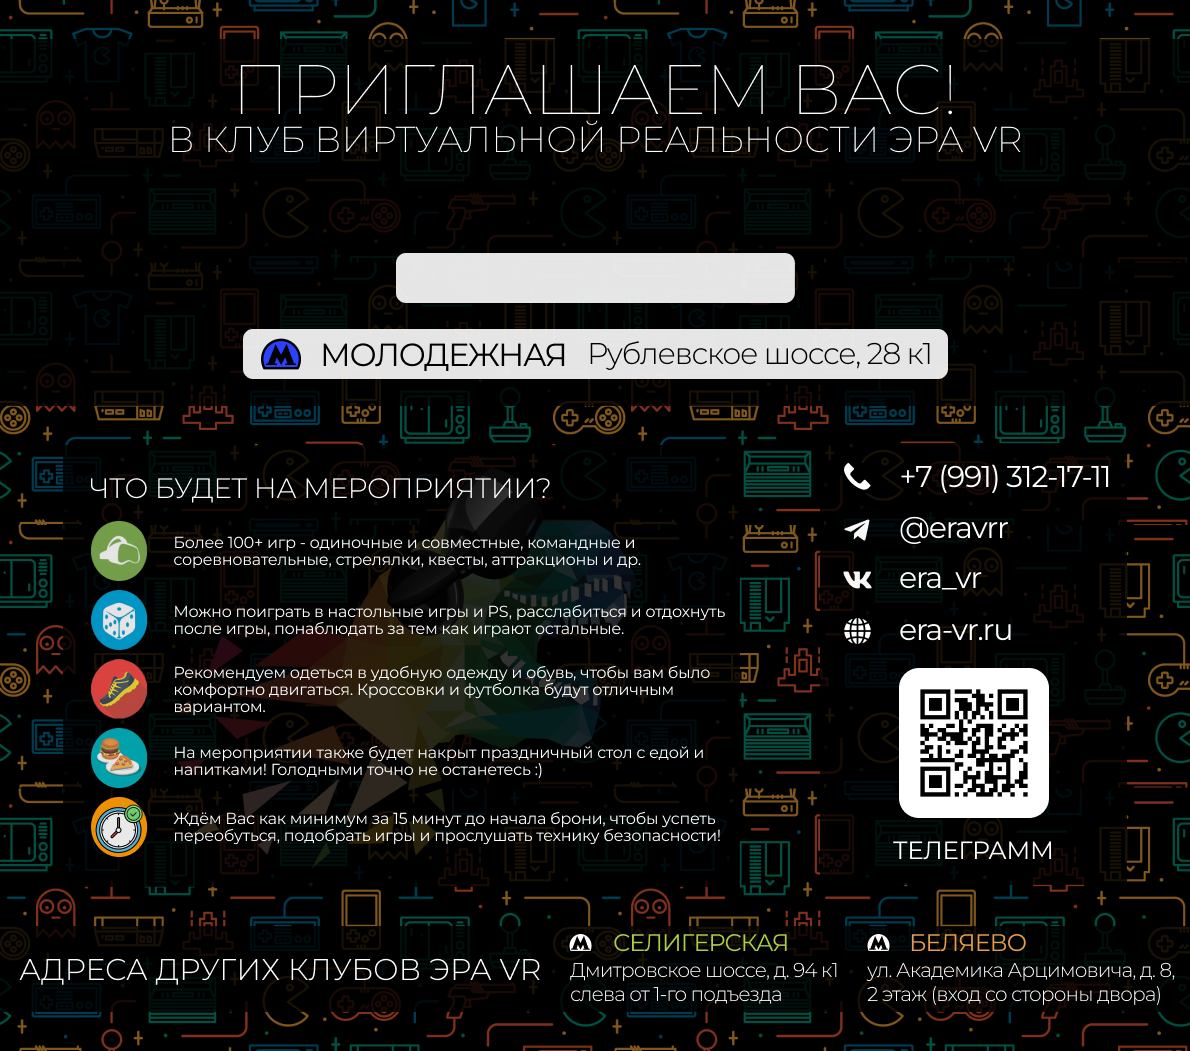 ПРИГЛАШАЕМ ВАС!
В КЛУБ ВИРТУАЛЬНОЙ РЕАЛЬНОСТИ ЭРА VR
МОЛОДЕЖНАЯ Рублевское шоссе, 28 к1
ЧТО БУДЕТ НА МЕРОПРИЯТИИ?
Более 100+ игр - одиночные и совместные, командные и
соревновательные, стрелялки, квесты, аттракционы и др.
Можно поиграть в настольные игры и PS, расслабиться и отдохнуть
после игры, понаблюдать за тем как играют остальные.
Рекомендуем одеться в удобную одежду и обувь, чтобы вам было
комфортно двигаться. Кроссовки и футболка будут отличным
вариантом.
На мероприятии также будет накрыт праздничный стол с едой и
напитками! Голодными точно не останетесь :)
Ждём Вас как минимум за 15 минут до начала брони, чтобы успеть
переобуться, подобрать игры и прослушать технику безопасности!
+7 (991) 312-17-11
@eravrr
era_vr
era-vr.ru
ТЕЛЕГРАММ
АДРЕСА ДРУГИХ КЛУБОВ ЭРА VR
СЕЛИГЕРСКАЯ
Дмитровское шоссе, д. 94 к1
слева от 1-го подъезда
БЕЛЯЕВО
ул. Академика Арцимовича, д. 8,
2 этаж (вход со стороны двора)